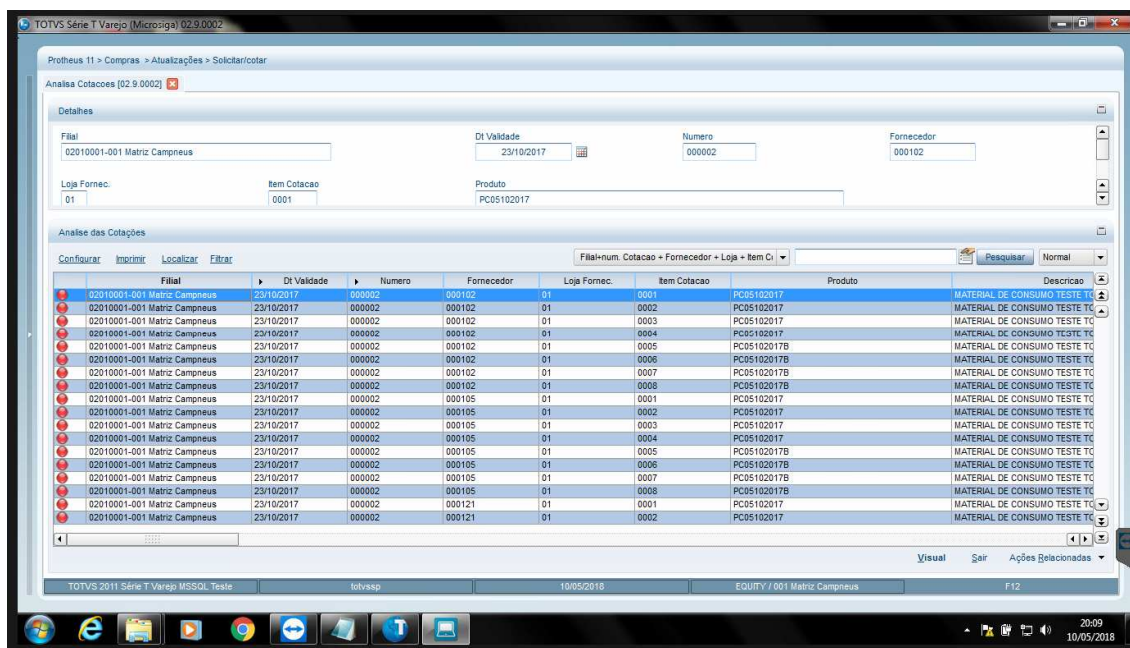 TOTVS Série T Varejo (Microsiga) 02.9.0002
Protheus 11 > Compras > Atualizações > Solicitar/cotar
Analisa Cotacoes [02.9.0002]
Detalhes
Filial Dt Validade Numero Fornecedor
02010001-001 Matriz Campneus 23/10/2017 000002 000102
Loja Fornec. Item Cotacao Produto
01 0001 PC05102017
Analise das Cotações
Configurar Imprimir Localizar Filtrar Filial+num. Cotacao + Fornecedor + Loja + Item C Pesquisar Normal
Filial Dt Validade Numero Fornecedor Loja Fornec. Item Cotacao Produto Descricao
02010001-001 Matriz Campneus 23/10/2017 000002 000102 01 0001 PC05102017 MATERIAL DE CONSUMO TESTE TC
02010001-001 Matriz Campneus 23/10/2017 000002 000102 01 0002 PC05102017 MATERIAL DE CONSUMO TESTE TC
02010001-001 Matriz Campneus 23/10/2017 000002 000102 01 0003 PC05102017 MATERIAL DE CONSUMO TESTE TC
02010001-001 Matriz Campneus 23/10/2017 000002 000102 01 0004 PC05102017 MATERIAL DE CONSUMO TESTE TC
02010001-001 Matriz Campneus 23/10/2017 000002 000102 01 0005 PC05102017B MATERIAL DE CONSUMO TESTE TC
02010001-001 Matriz Campneus 23/10/2017 000002 000102 01 0006 PC05102017B MATERIAL DE CONSUMO TESTE TC
02010001-001 Matriz Campneus 23/10/2017 000002 000102 01 0007 PC05102017B MATERIAL DE CONSUMO TESTE TC
02010001-001 Matriz Campneus 23/10/2017 000002 000102 01 0008 PC05102017B MATERIAL DE CONSUMO TESTE TC
02010001-001 Matriz Campneus 23/10/2017 000002 000105 01 0001 PC05102017 MATERIAL DE CONSUMO TESTE TC
02010001-001 Matriz Campneus 23/10/2017 000002 000105 01 0002 PC05102017 MATERIAL DE CONSUMO TESTE TC
02010001-001 Matriz Campneus 23/10/2017 000002 000105 01 0003 PC05102017 MATERIAL DE CONSUMO TESTE TC
02010001-001 Matriz Campneus 23/10/2017 000002 000105 01 0004 PC05102017 MATERIAL DE CONSUMO TESTE TC
02010001-001 Matriz Campneus 23/10/2017 000002 000105 01 0005 PC05102017B MATERIAL DE CONSUMO TESTE TC
02010001-001 Matriz Campneus 23/10/2017 000002 000105 01 0006 PC05102017B MATERIAL DE CONSUMO TESTE TC
02010001-001 Matriz Campneus 23/10/2017 000002 000105 01 0007 PC05102017B MATERIAL DE CONSUMO TESTE TC
02010001-001 Matriz Campneus 23/10/2017 000002 000105 01 0008 PC05102017B MATERIAL DE CONSUMO TESTE TC
02010001-001 Matriz Campneus 23/10/2017 000002 000121 01 0001 PC05102017 MATERIAL DE CONSUMO TESTE TC
02010001-001 Matriz Campneus 23/10/2017 000002 000121 01 0002 PC05102017 MATERIAL DE CONSUMO TESTE TC
Visual Sair Ações Relacionadas
TOTVS 2011 Série T Varejo MSSQL Teste totvssp 10/05/2018 EQUITY / 001 Matriz Campneus F12
20:09
10/05/2018